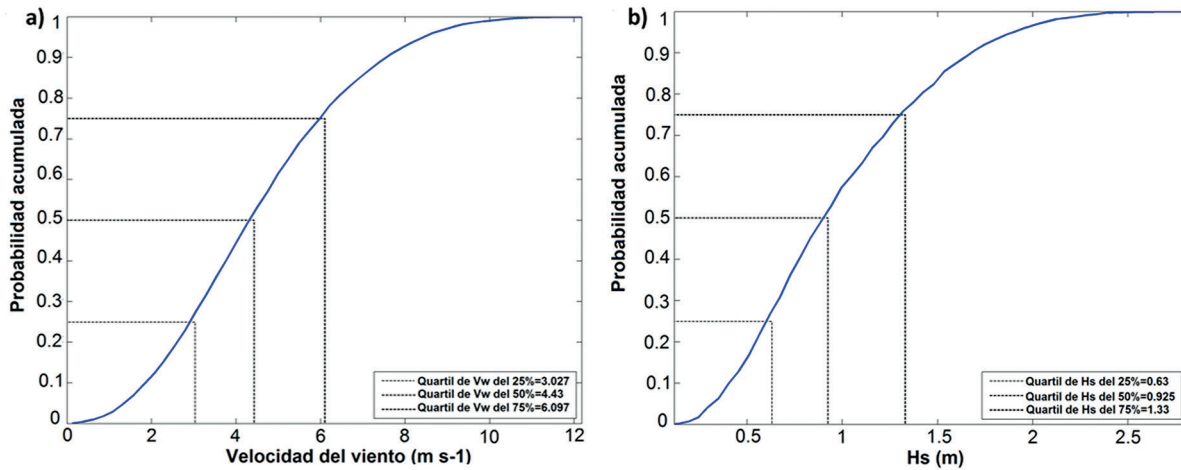 a)
Probabilidad acumulada
1
0.9
0.8
0.7
0.6
0.5
0.4
0.3
0.2
0.1
0
0
2
4
6
8
10
12
Velocidad del viento (m s-1)
Quartil de Vw del 25%=3.027
Quartil de Vw del 50%=4.43
Quartil de Vw del 75%=6.097
b)
Probabilidad acumulada
1
0.9
0.8
0.7
0.6
0.5
0.4
0.3
0.2
0.1
0
0.5
1
1.5
2
2.5
Hs (m)
Quartil de Hs del 25%=0.63
Quartil de Hs del 50%=0.925
Quartil de Hs del 75%=1.33